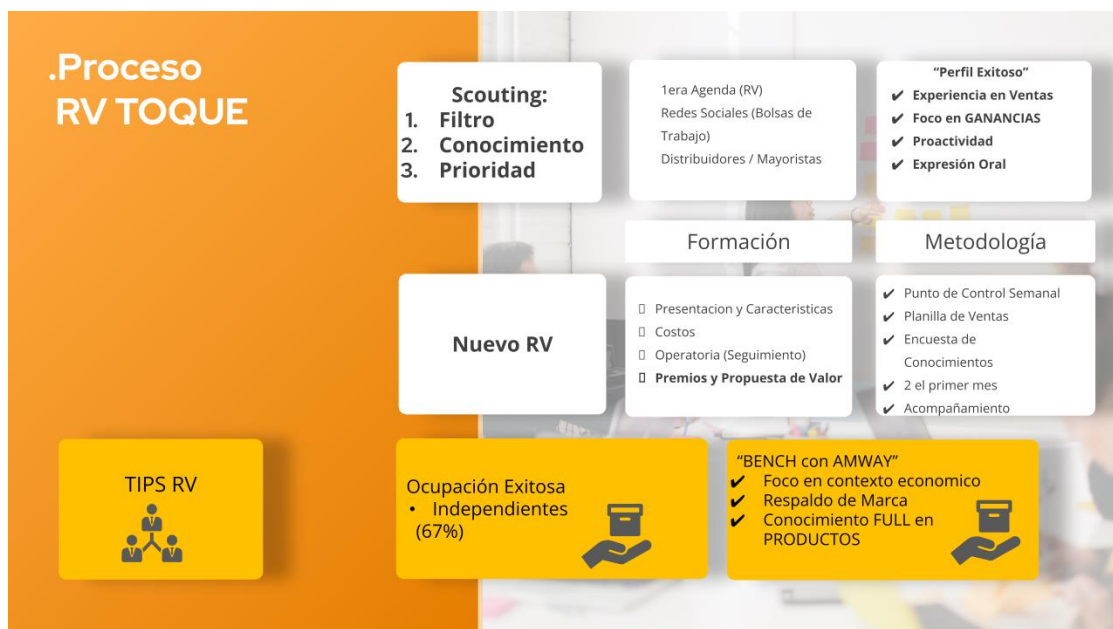 .Proceso
RV TOQUE
Scouting:
1. Filtro
2. Conocimiento
3. Prioridad
1era Agenda (RV)
Redes Sociales (Bolsas de
Trabajo)
Distribuidores / Mayoristas
“Perfil Exitoso”
✔ Experiencia en Ventas
✔ Foco en GANANCIAS
✔ Proactividad
✔ Expresión Oral
Formación
Metodología
Nuevo RV
▯ Presentacion y Caracteristicas
▯ Costos
▯ Operatoria (Seguimiento)
▯ Premios y Propuesta de Valor
✔ Punto de Control Semanal
✔ Planilla de Ventas
✔ Encuesta de
Conocimientos
✔ 2 el primer mes
✔ Acompañamiento
TIPS RV
Ocupación Exitosa
• Independientes
(67%)
“BENCH con AMWAY”
✔ Foco en contexto economico
✔ Respaldo de Marca
✔ Conocimiento FULL en
PRODUCTOS